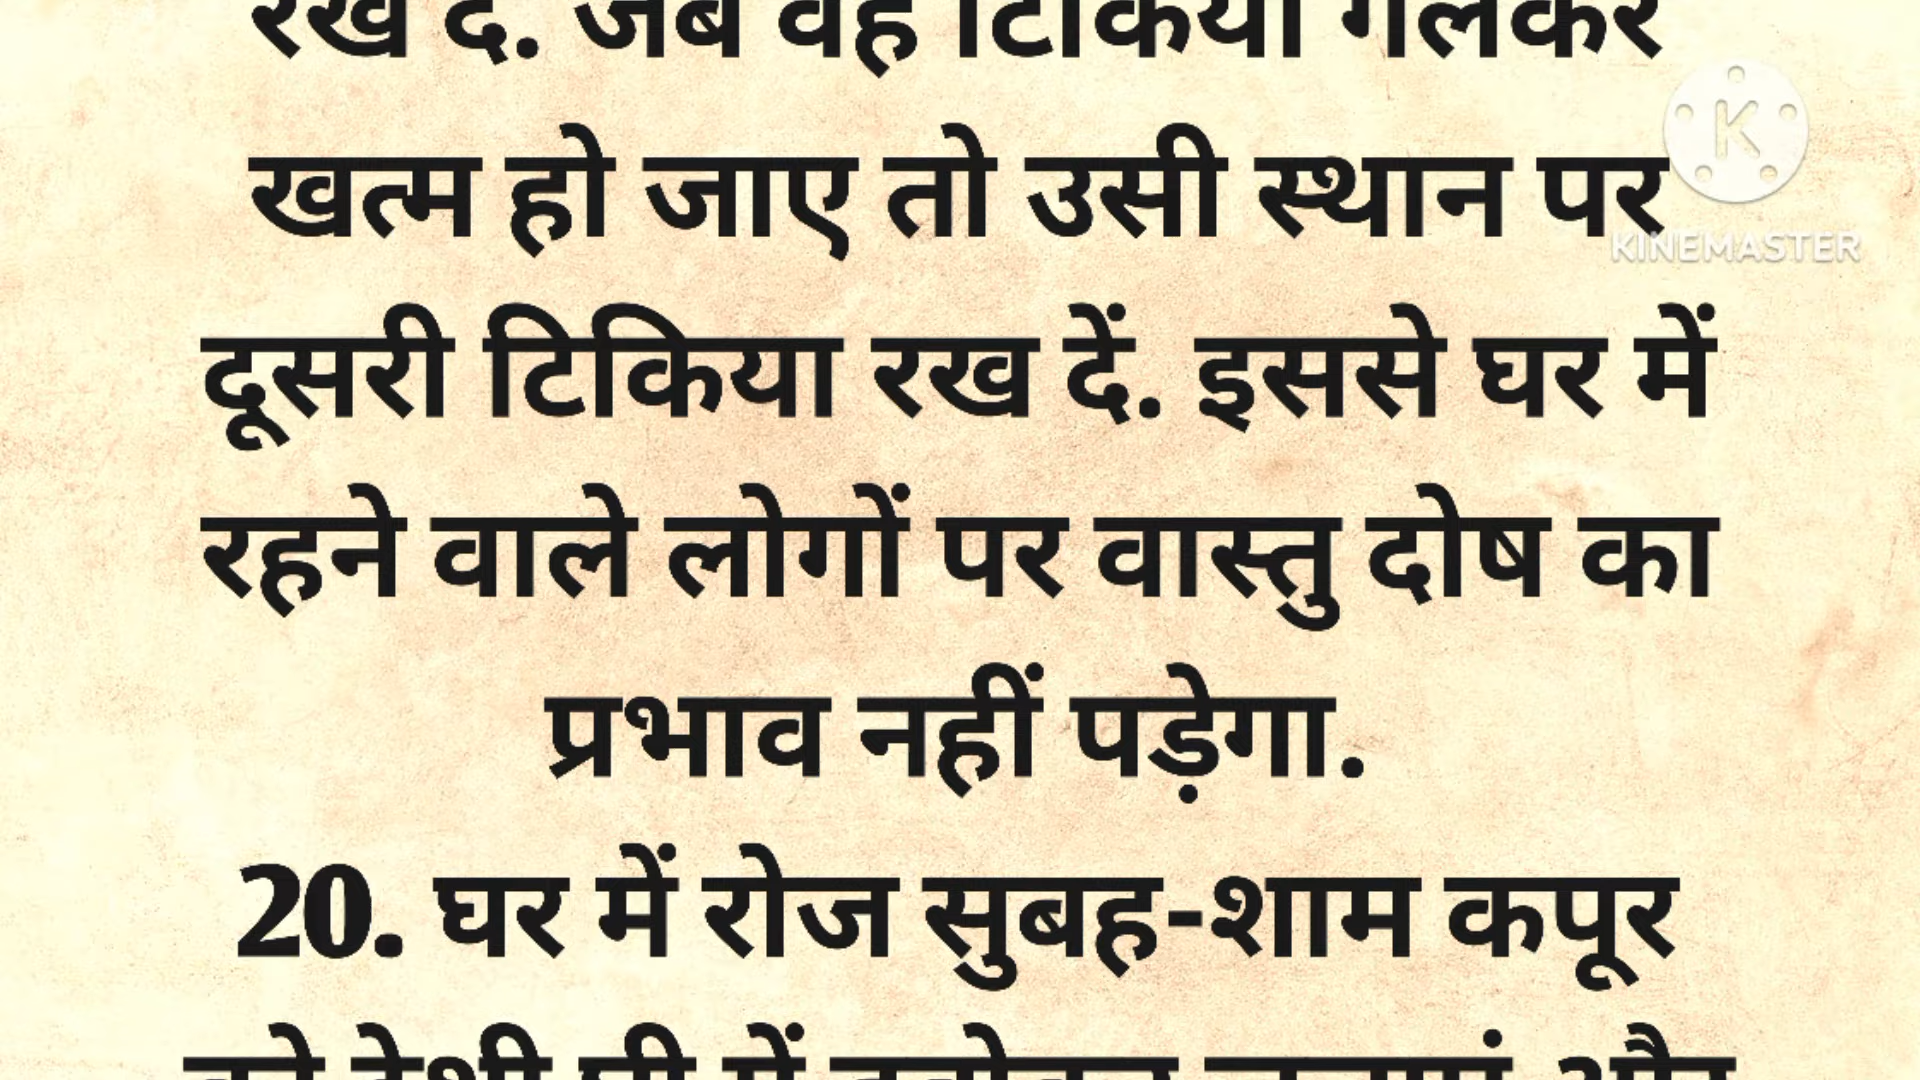 रख दें. जब वह टिकिया गलकर
खत्म हो जाए तो उसी स्थान पर
KINEMASTER
दूसरी टिकिया रख दें. इससे घर में
रहने वाले लोगों पर वास्तु दोष का
प्रभाव नहीं पड़ेगा.
20. घर में रोज सुबह-शाम कपूर